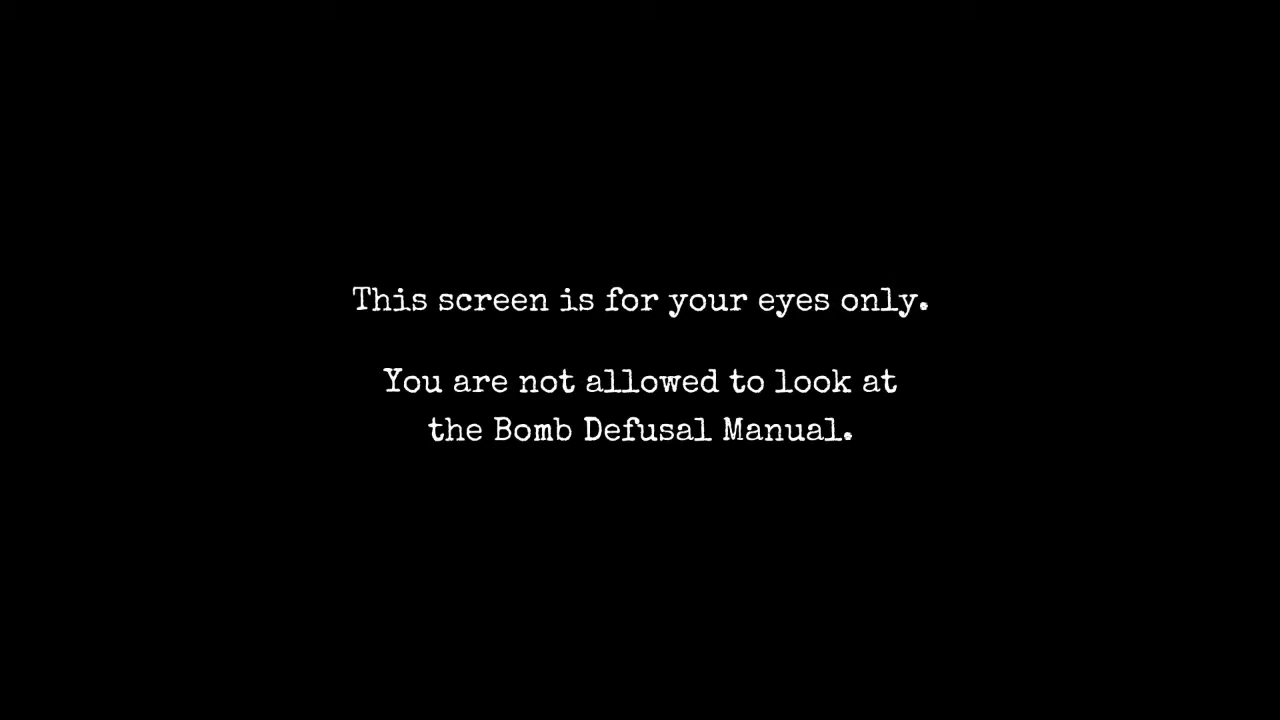 This screen is for your eyes only.
You are not allowed to look at
the Bomb Defusal Manual.